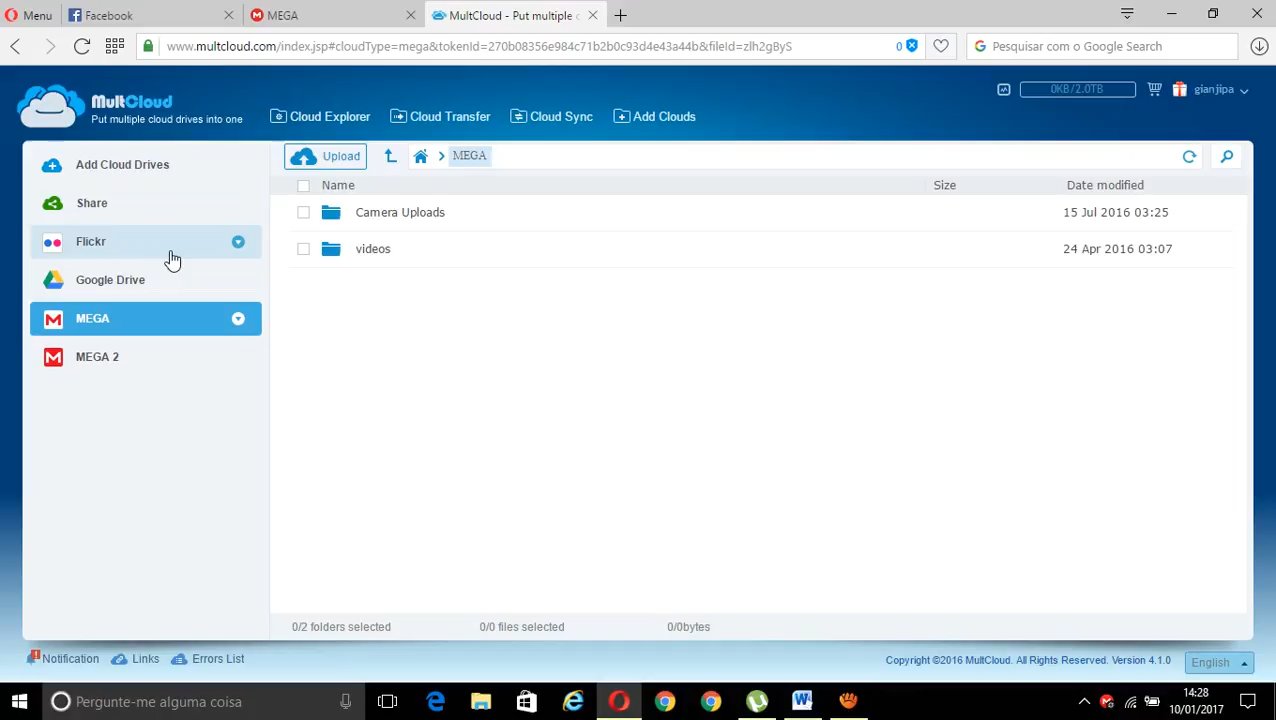 Menu Facebook MEGA MultCloud - Put multiple c
www.multcloud.com/index.jsp#cloudType=mega&tokenId=270b08356e984c71b2b0c93d4e43a44b&fileId=zlh2gByS 0 Pesquisar com o Google Search
MultCloud
Put multiple cloud drives into one
Cloud Explorer Cloud Transfer Cloud Sync Add Clouds
0KB/2.0TB gianjipa
Add Cloud Drives
Share
Flickr
Google Drive
MEGA
MEGA 2
Upload MEGA
Name Size Date modified
Camera Uploads 15 Jul 2016 03:25
videos 24 Apr 2016 03:07
0/2 folders selected 0/0 files selected 0/0bytes
Notification Links Errors List Copyright ©2016 MultCloud. All Rights Reserved. Version 4.1.0 English
Pergunte-me alguma coisa
14:28
10/01/2017